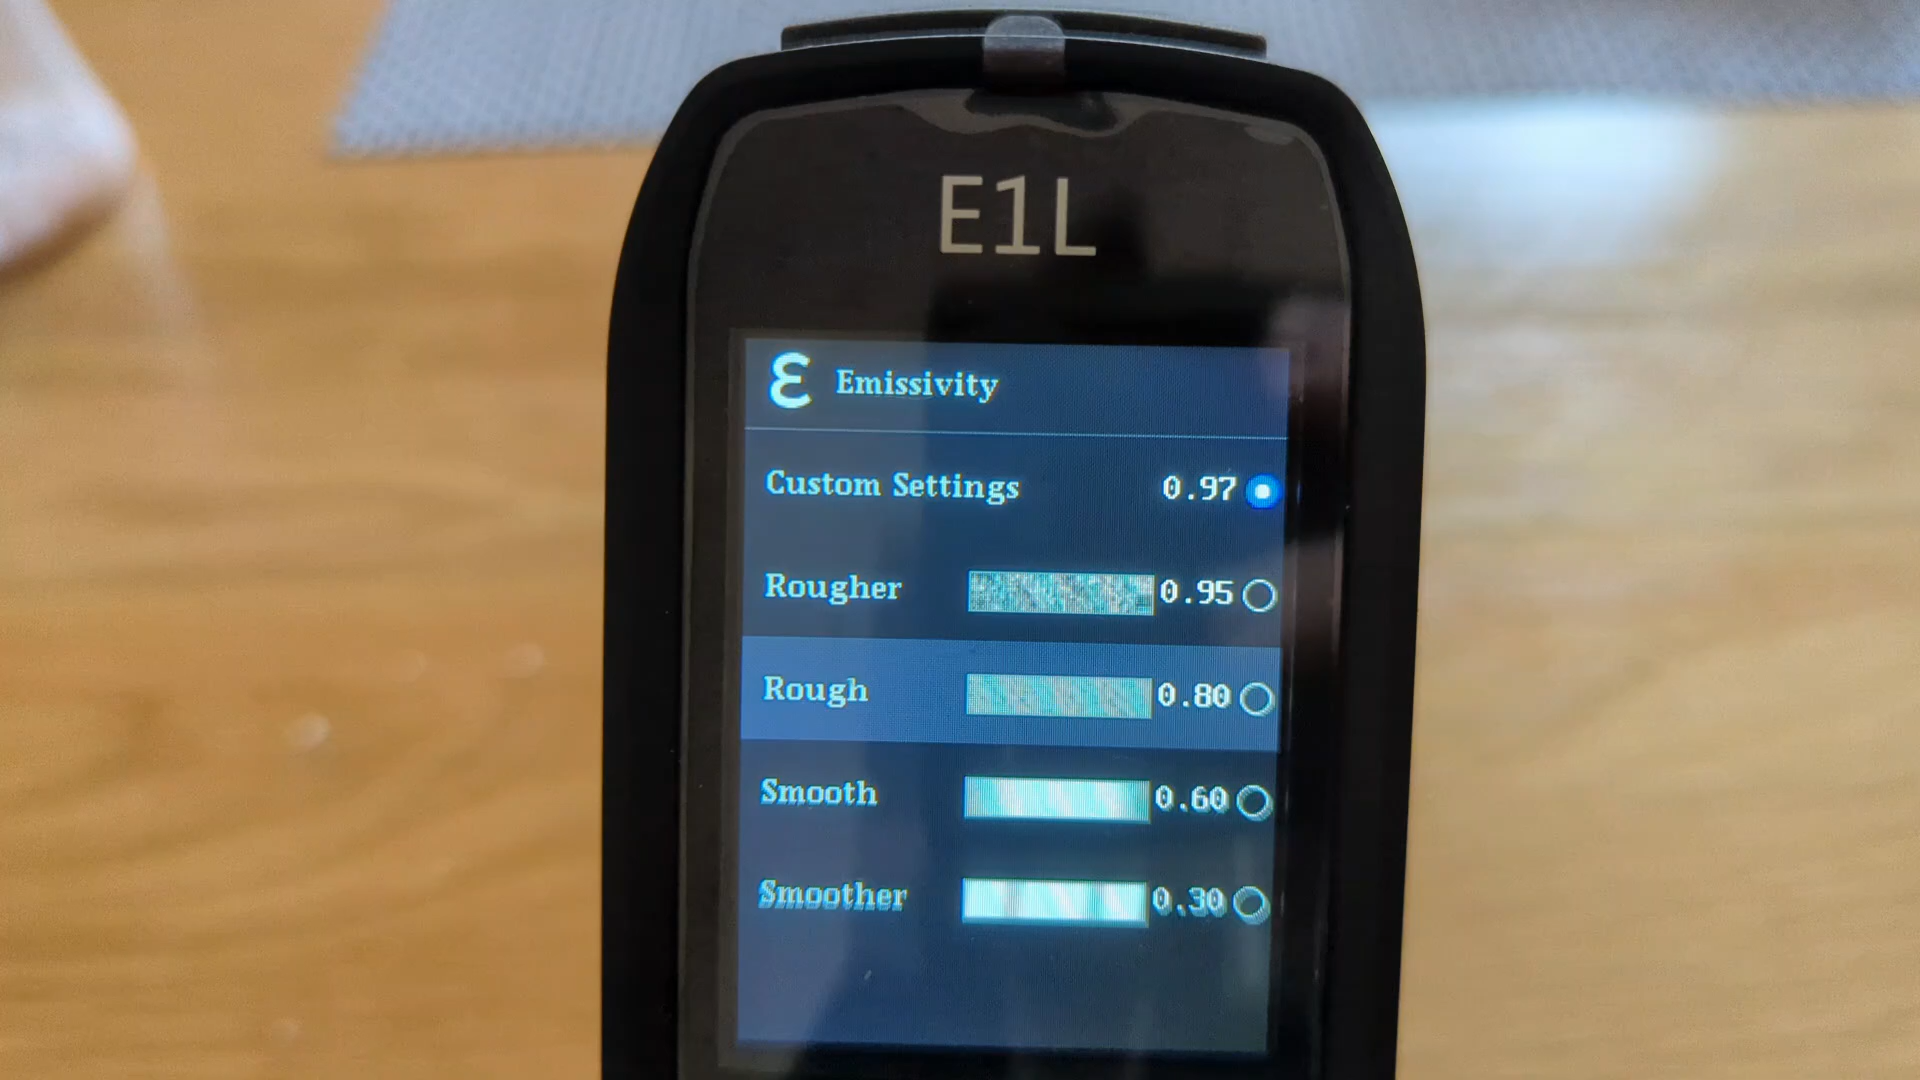 E1L
ε Emissivity
Custom Settings 0.97
Rougher 0.95
Rough 0.80
Smooth 0.60
Smoother 0.30